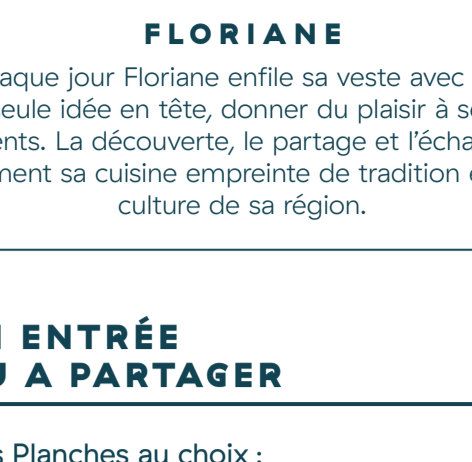 FLORIANE
aque jour Floriane enfile sa veste avec
seule idée en tête, donner du plaisir à s
ents. La découverte, le partage et l'écha
ment sa cuisine empreinte de tradition
culture de sa région.
ENTRÉE
U A PARTAGER
s Planches au choix :